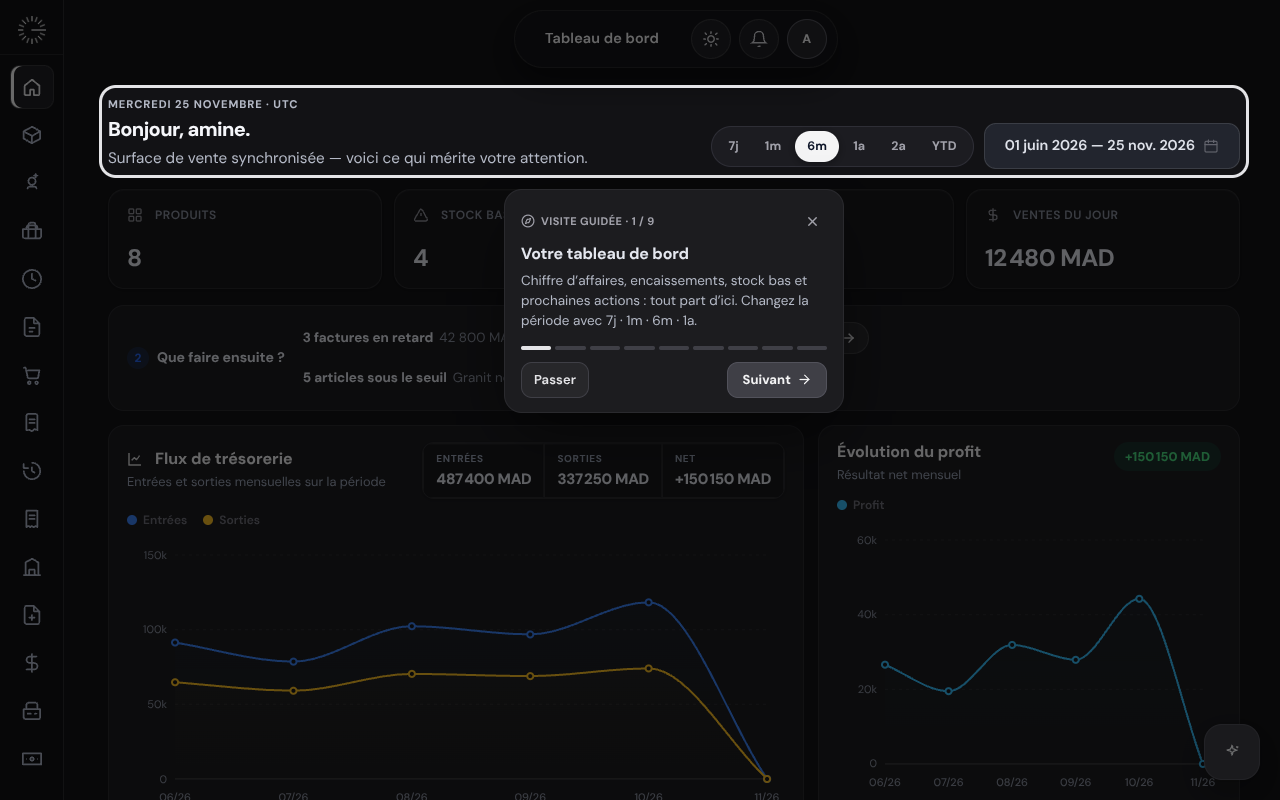 Tableau de bord
A
MERCREDI 25 NOVEMBRE · UTC
Bonjour, amine.
Surface de vente synchronisée — voici ce qui mérite votre attention.
7j 1m 6m 1a 2a YTD
01 juin 2026 — 25 nov. 2026
PRODUITS
8
STOCK
4
VENTES DU JOUR
12 480 MAD
VISITE GUIDÉE · 1 / 9
Votre tableau de bord
Chiffre d’affaires, encaissements, stock bas et
prochaines actions : tout part d’ici. Changez la
période avec 7j · 1m · 6m · 1a.
Passer
Suivant
2 Que faire ensuite ?
3 factures en retard 42 800
5 articles sous le seuil Granit
Flux de trésorerie
Entrées et sorties mensuelles sur la période
ENTRÉES
487 400 MAD
SORTIES
337 250 MAD
NET
+150 150 MAD
Entrées Sorties
150k
100k
50k
0
06/26 07/26 08/26 09/26 10/26 11/26
Évolution du profit
Résultat net mensuel
+150 150 MAD
Profit
60k
40k
20k
0
06/26 07/26 08/26 09/26 10/26 11/26